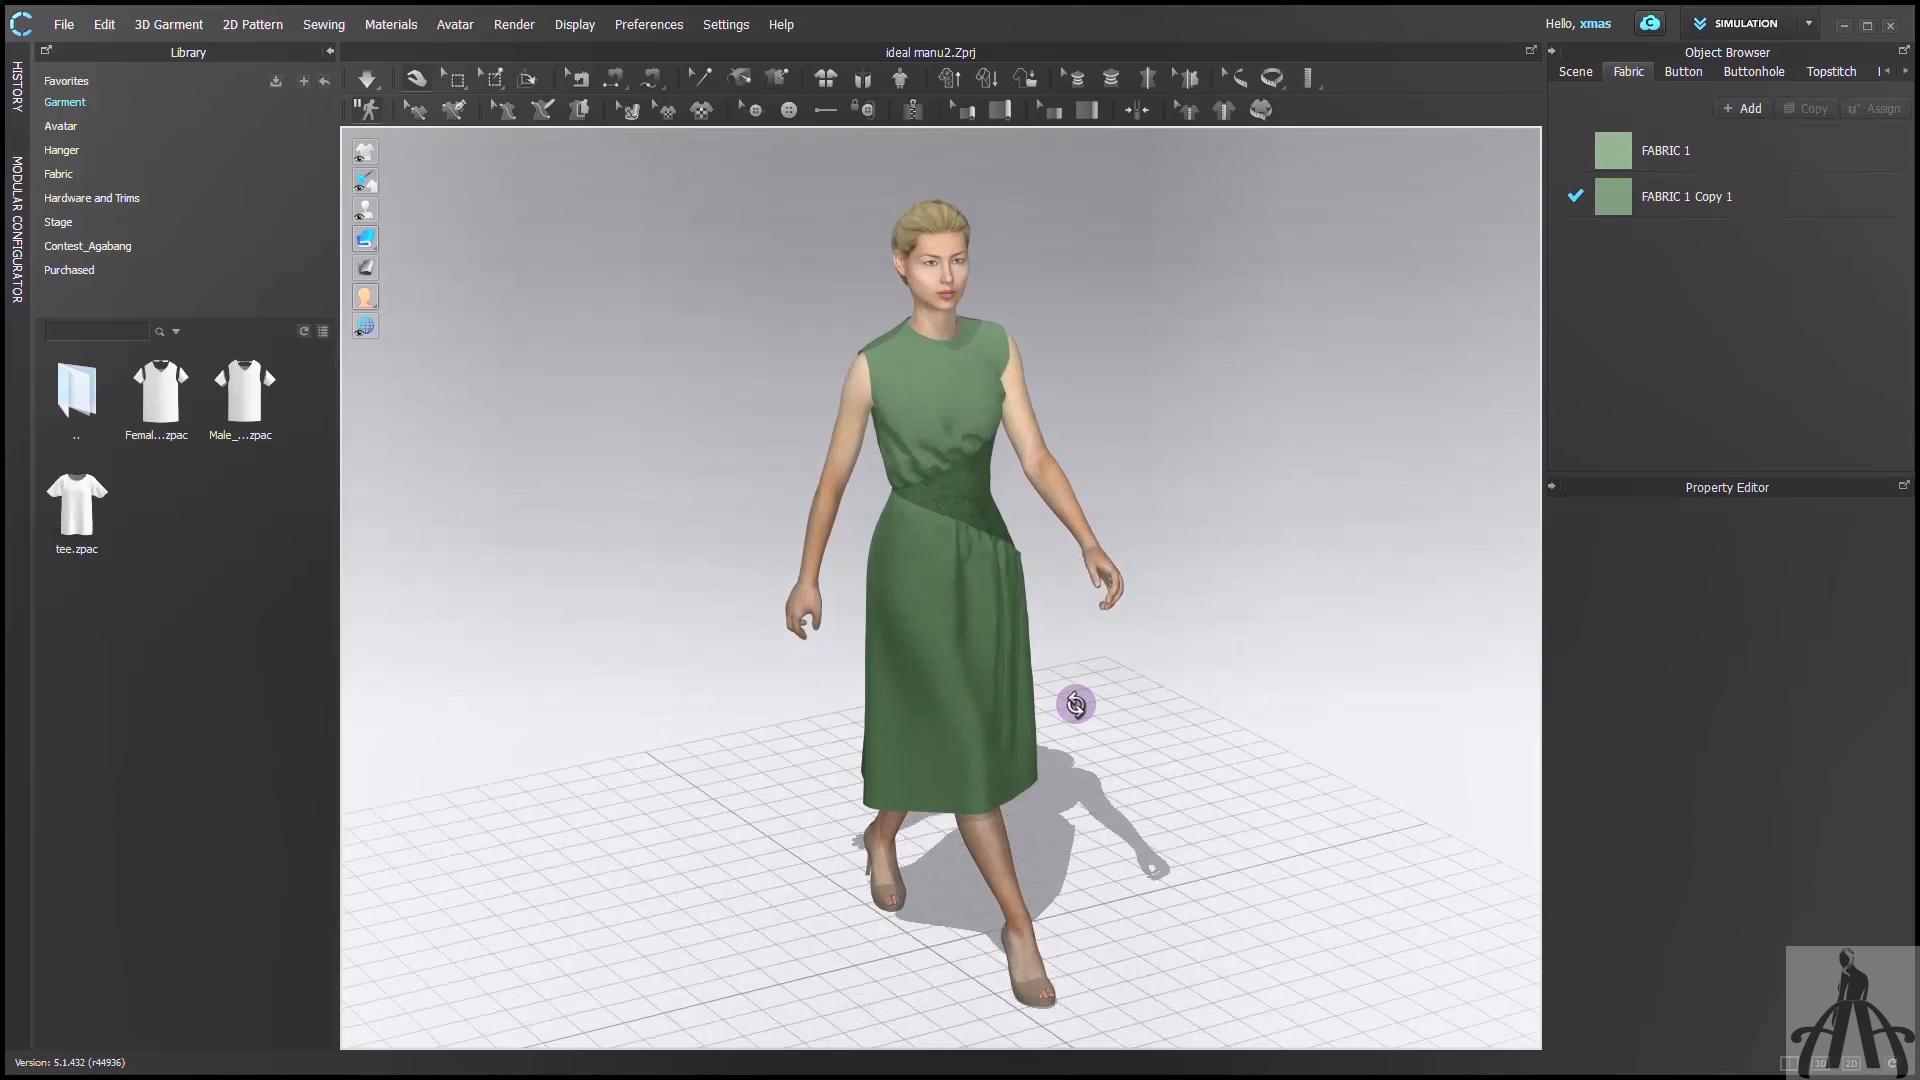 File Edit 3D Garment 2D Pattern Sewing Materials Avatar Render Display Preferences Settings Help
Hello, xmas
SIMULATION
HISTORY
MODULAR CONFIGURATOR
Library
Favorites
Garment
Avatar
Hanger
Fabric
Hardware and Trims
Stage
Contest_Agabang
Purchased
..
Femal...zpac
Male_...zpac
tee.zpac
ideal manu2.Zprj
Object Browser
Scene Fabric Button Buttonhole Topstitch
+ Add Copy Assign
FABRIC 1
FABRIC 1 Copy 1
Property Editor
Version: 5.1.432 (r44936)
3D 2D